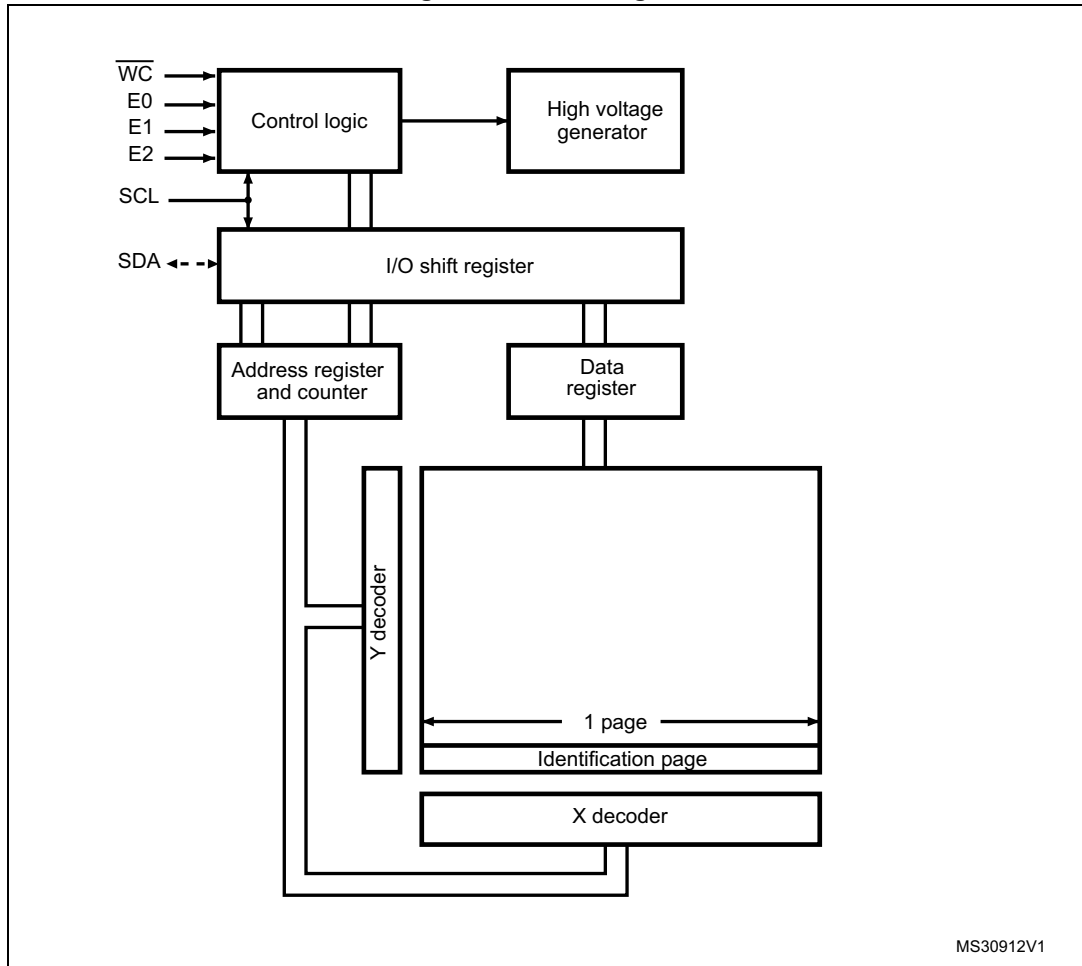 WC
E0
E1
E2
SCL
SDA
Control logic
High voltage
generator
I/O shift register
Address register
and counter
Data
register
Y decoder
1 page
Identification page
X decoder
MS30912V1